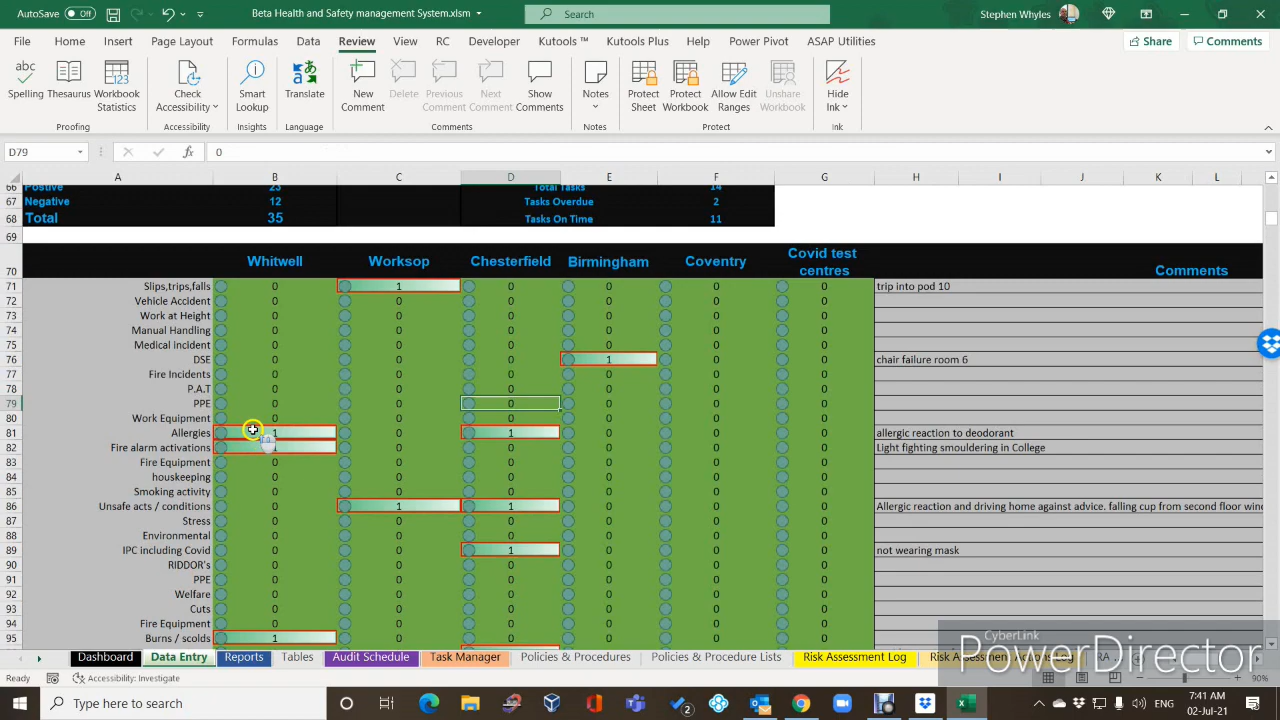 AutoSave Off Beta Whealth and Safety management System.xlsm Search Stephen Whyles
File Home Insert Page Layout Formulas Data Review View RC Developer Kutools ™ Kutools Plus Help Power Pivot ASAP Utilities Share Comments
Spelling Thesaurus Workbook Statistics Check Accessibility Smart Lookup Translate New Comment Delete Previous Comment Next Comment Show Comments Notes Protect Sheet Protect Workbook Allow Edit Ranges Unshare Workbook Hide Ink
Proofing Accessibility Insights Language Comments Notes Protect Ink
D79 fx 0
A B C D E F G H I J K L
66 Postive 23 Total Tasks 14
67 Negative 12 Tasks Overdue 2
68 Total 35 Tasks On Time 11
69
70 Whitwell Worksop Chesterfield Birmingham Coventry Covid test centres Comments
71 Slips,trips,falls 0 1 0 0 0 0 trip into pod 10
72 Vehicle Accident 0 0 0 0 0 0
73 Work at Height 0 0 0 0 0 0
74 Manual Handling 0 0 0 0 0 0
75 Medical incident 0 0 0 0 0 0
76 DSE 0 0 0 1 0 0 chair failure room 6
77 Fire Incidents 0 0 0 0 0 0
78 P.A.T 0 0 0 0 0 0
79 PPE 0 0 0 0 0 0
80 Work Equipment 0 0 0 0 0 0
81 Allergies 1 0 1 0 0 0 allergic reaction to deodorant
82 Fire alarm activations 1 0 0 0 0 0 Light fighting smouldering in College
83 Fire Equipment 0 0 0 0 0 0
84 houskeeping 0 0 0 0 0 0
85 Smoking activity 0 0 0 0 0 0
86 Unsafe acts / conditions 0 1 1 0 0 0 Allergic reaction and driving home against advice. falling cup from second floor wind
87 Stress 0 0 0 0 0 0
88 Environmental 0 0 0 0 0 0
89 IPC including Covid 0 0 1 0 0 0 not wearing mask
90 RIDDOR's 0 0 0 0 0 0
91 PPE 0 0 0 0 0 0
92 Welfare 0 0 0 0 0 0
93 Cuts 0 0 0 0 0 0
94 Fire Equipment 0 0 0 0 0 0
95 Burns / scolds 1 0 0 0 0 0
CyberLink
PowerDirector
Dashboard Data Entry Reports Tables Audit Schedule Task Manager Policies & Procedures Policies & Procedure Lists Risk Assessment Log Risk Assessment Actions Log RA
Ready Accessibility: Investigate 90%
Type here to search 2 ENG 7:41 AM
02-Jul-21